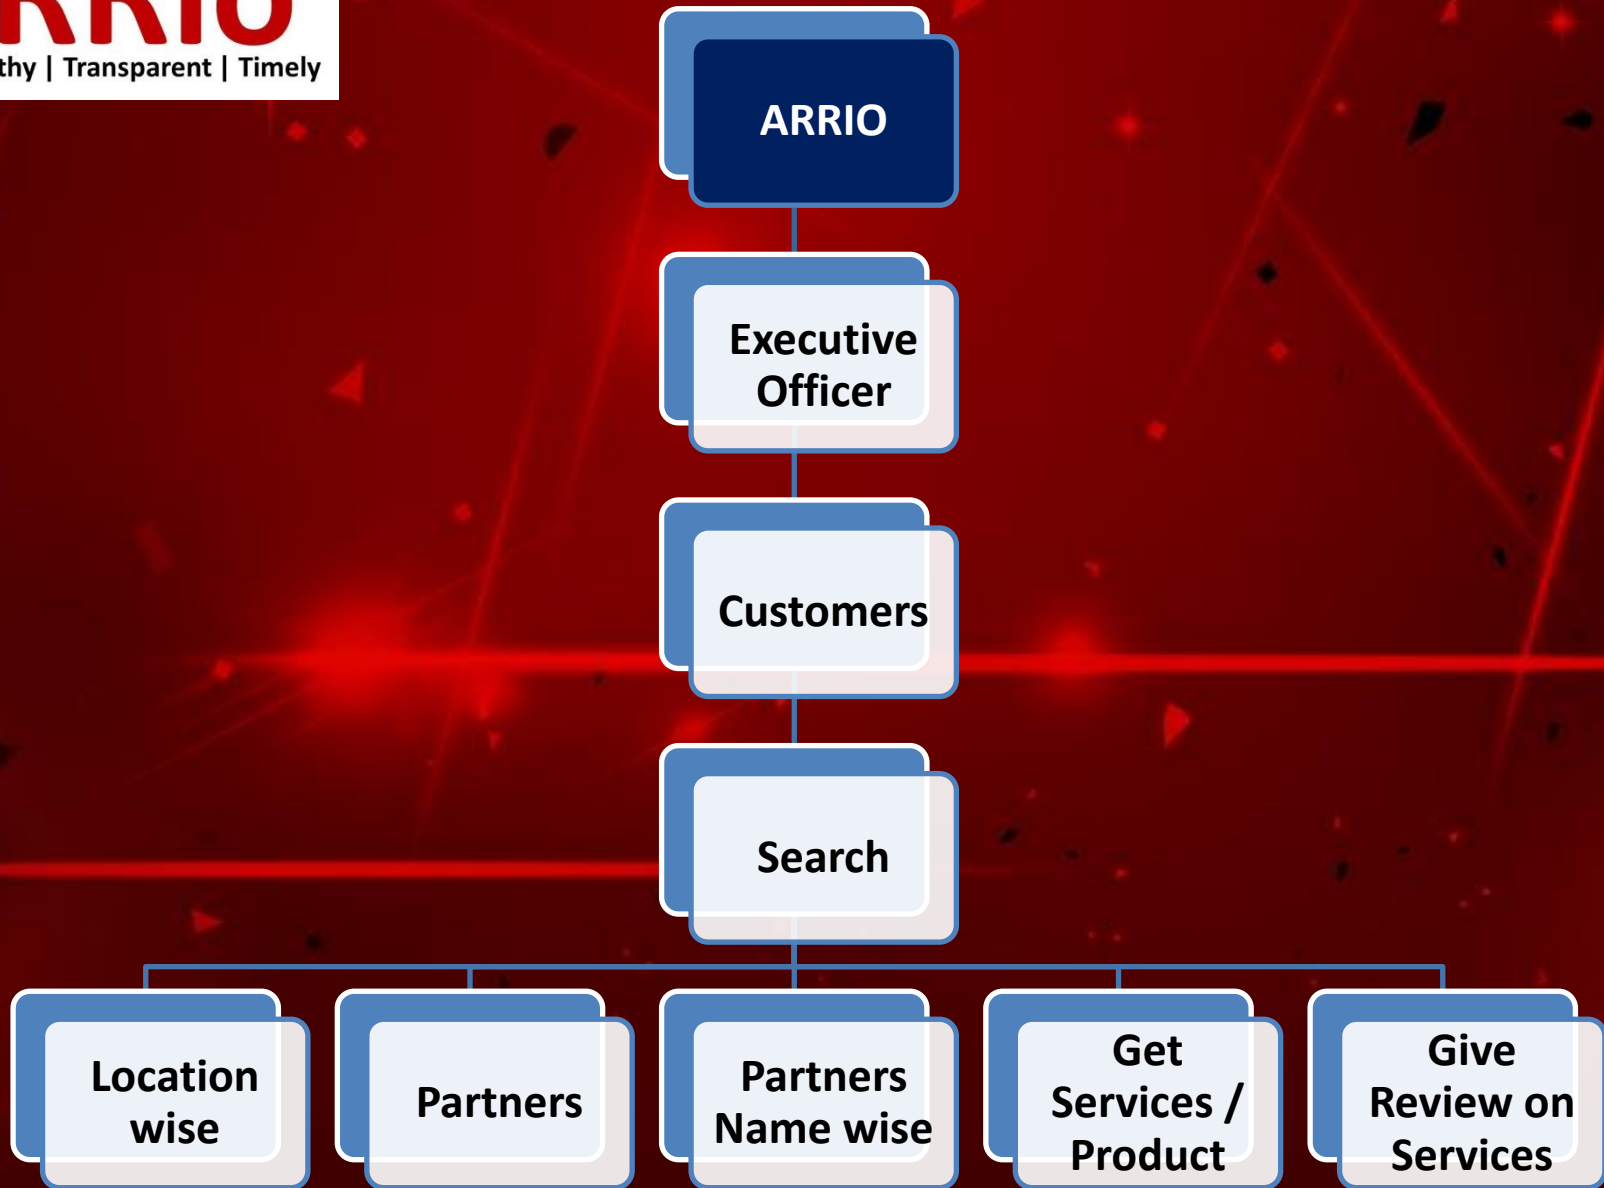 RRIO
thy | Transparent | Timely
ARRIO
Executive
Officer
Customers
Search
Location
wise
Partners
Partners
Name wise
Get
Services /
Product
Give
Review on
Services